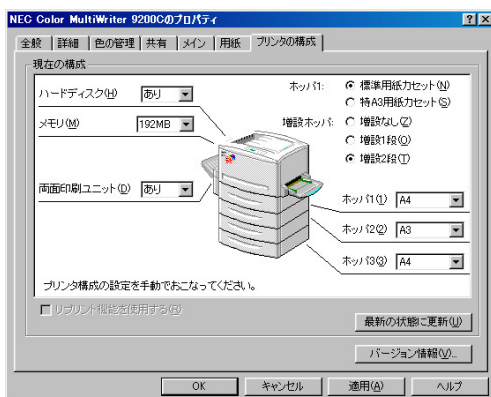 NEC Color MultiWriter 9200Cのプロパティ
全般 詳細 色の管理 共有 メイン 用紙 プリンタの構成
現在の構成
ハードディスク(H) あり
メモリ(M) 192MB
両面印刷ユニット(D) あり
ホッパ1: 標準用紙カセット(N)
特A3用紙カセット(S)
増設ホッパ: 増設なし(Z)
増設1段(O)
増設2段(T)
ホッパ1(1) A4
ホッパ2(2) A3
ホッパ3(3) A4
プリンタ構成の設定を手動でおこなってください。
リプリント機能を使用する(R)
最新の状態に更新(U)
バージョン情報(V)...
OK キャンセル 適用(A) ヘルプ